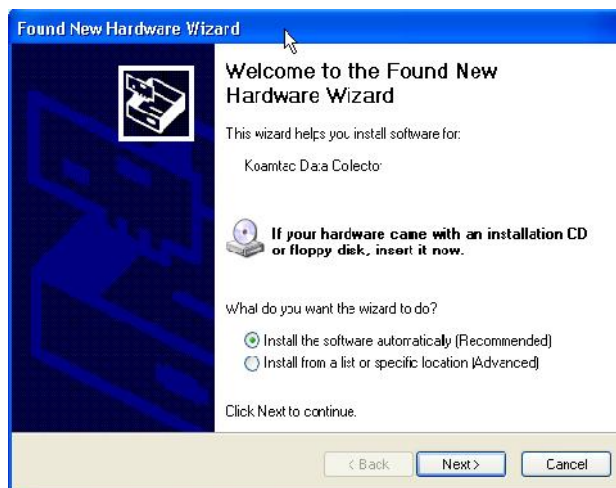 Found New Hardware Wizard
Welcome to the Found New
Hardware Wizard
This wizard helps you install software for:
Koamtac Data Colector
If your hardware came with an installation CD
or floppy disk, insert it now.
What do you want the wizard to do?
Install the software automatically (Recommended)
Install from a list or specific location (Advanced)
Click Next to continue.
< Back
Next >
Cancel